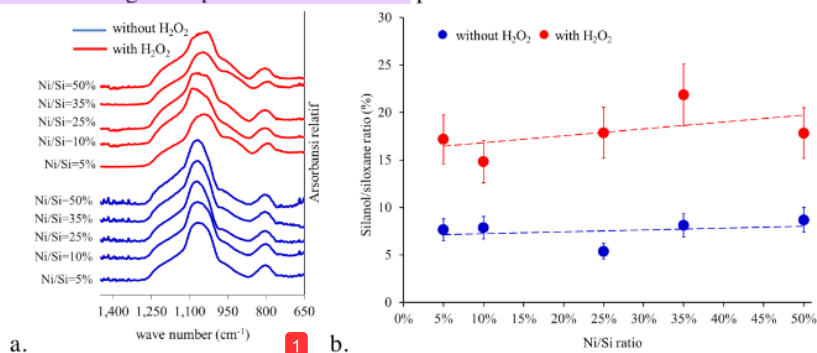 without H₂O₂
with H₂O₂
Ni/Si=50%
Ni/Si=35%
Ni/Si=25%
Ni/Si=10%
Ni/Si=5%
Ni/Si=50%
Ni/Si=35%
Ni/Si=25%
Ni/Si=10%
Ni/Si=5%
Arsorbansi relatif
1,400 1,250 1,100 950 800 650
wave number (cm⁻¹)
a.
1
b.
without H₂O₂ with H₂O₂
Silanol/siloxane ratio (%)
30
25
20
15
10
5
0
0% 5% 10% 15% 20% 25% 30% 35% 40% 45% 50%
Ni/Si ratio